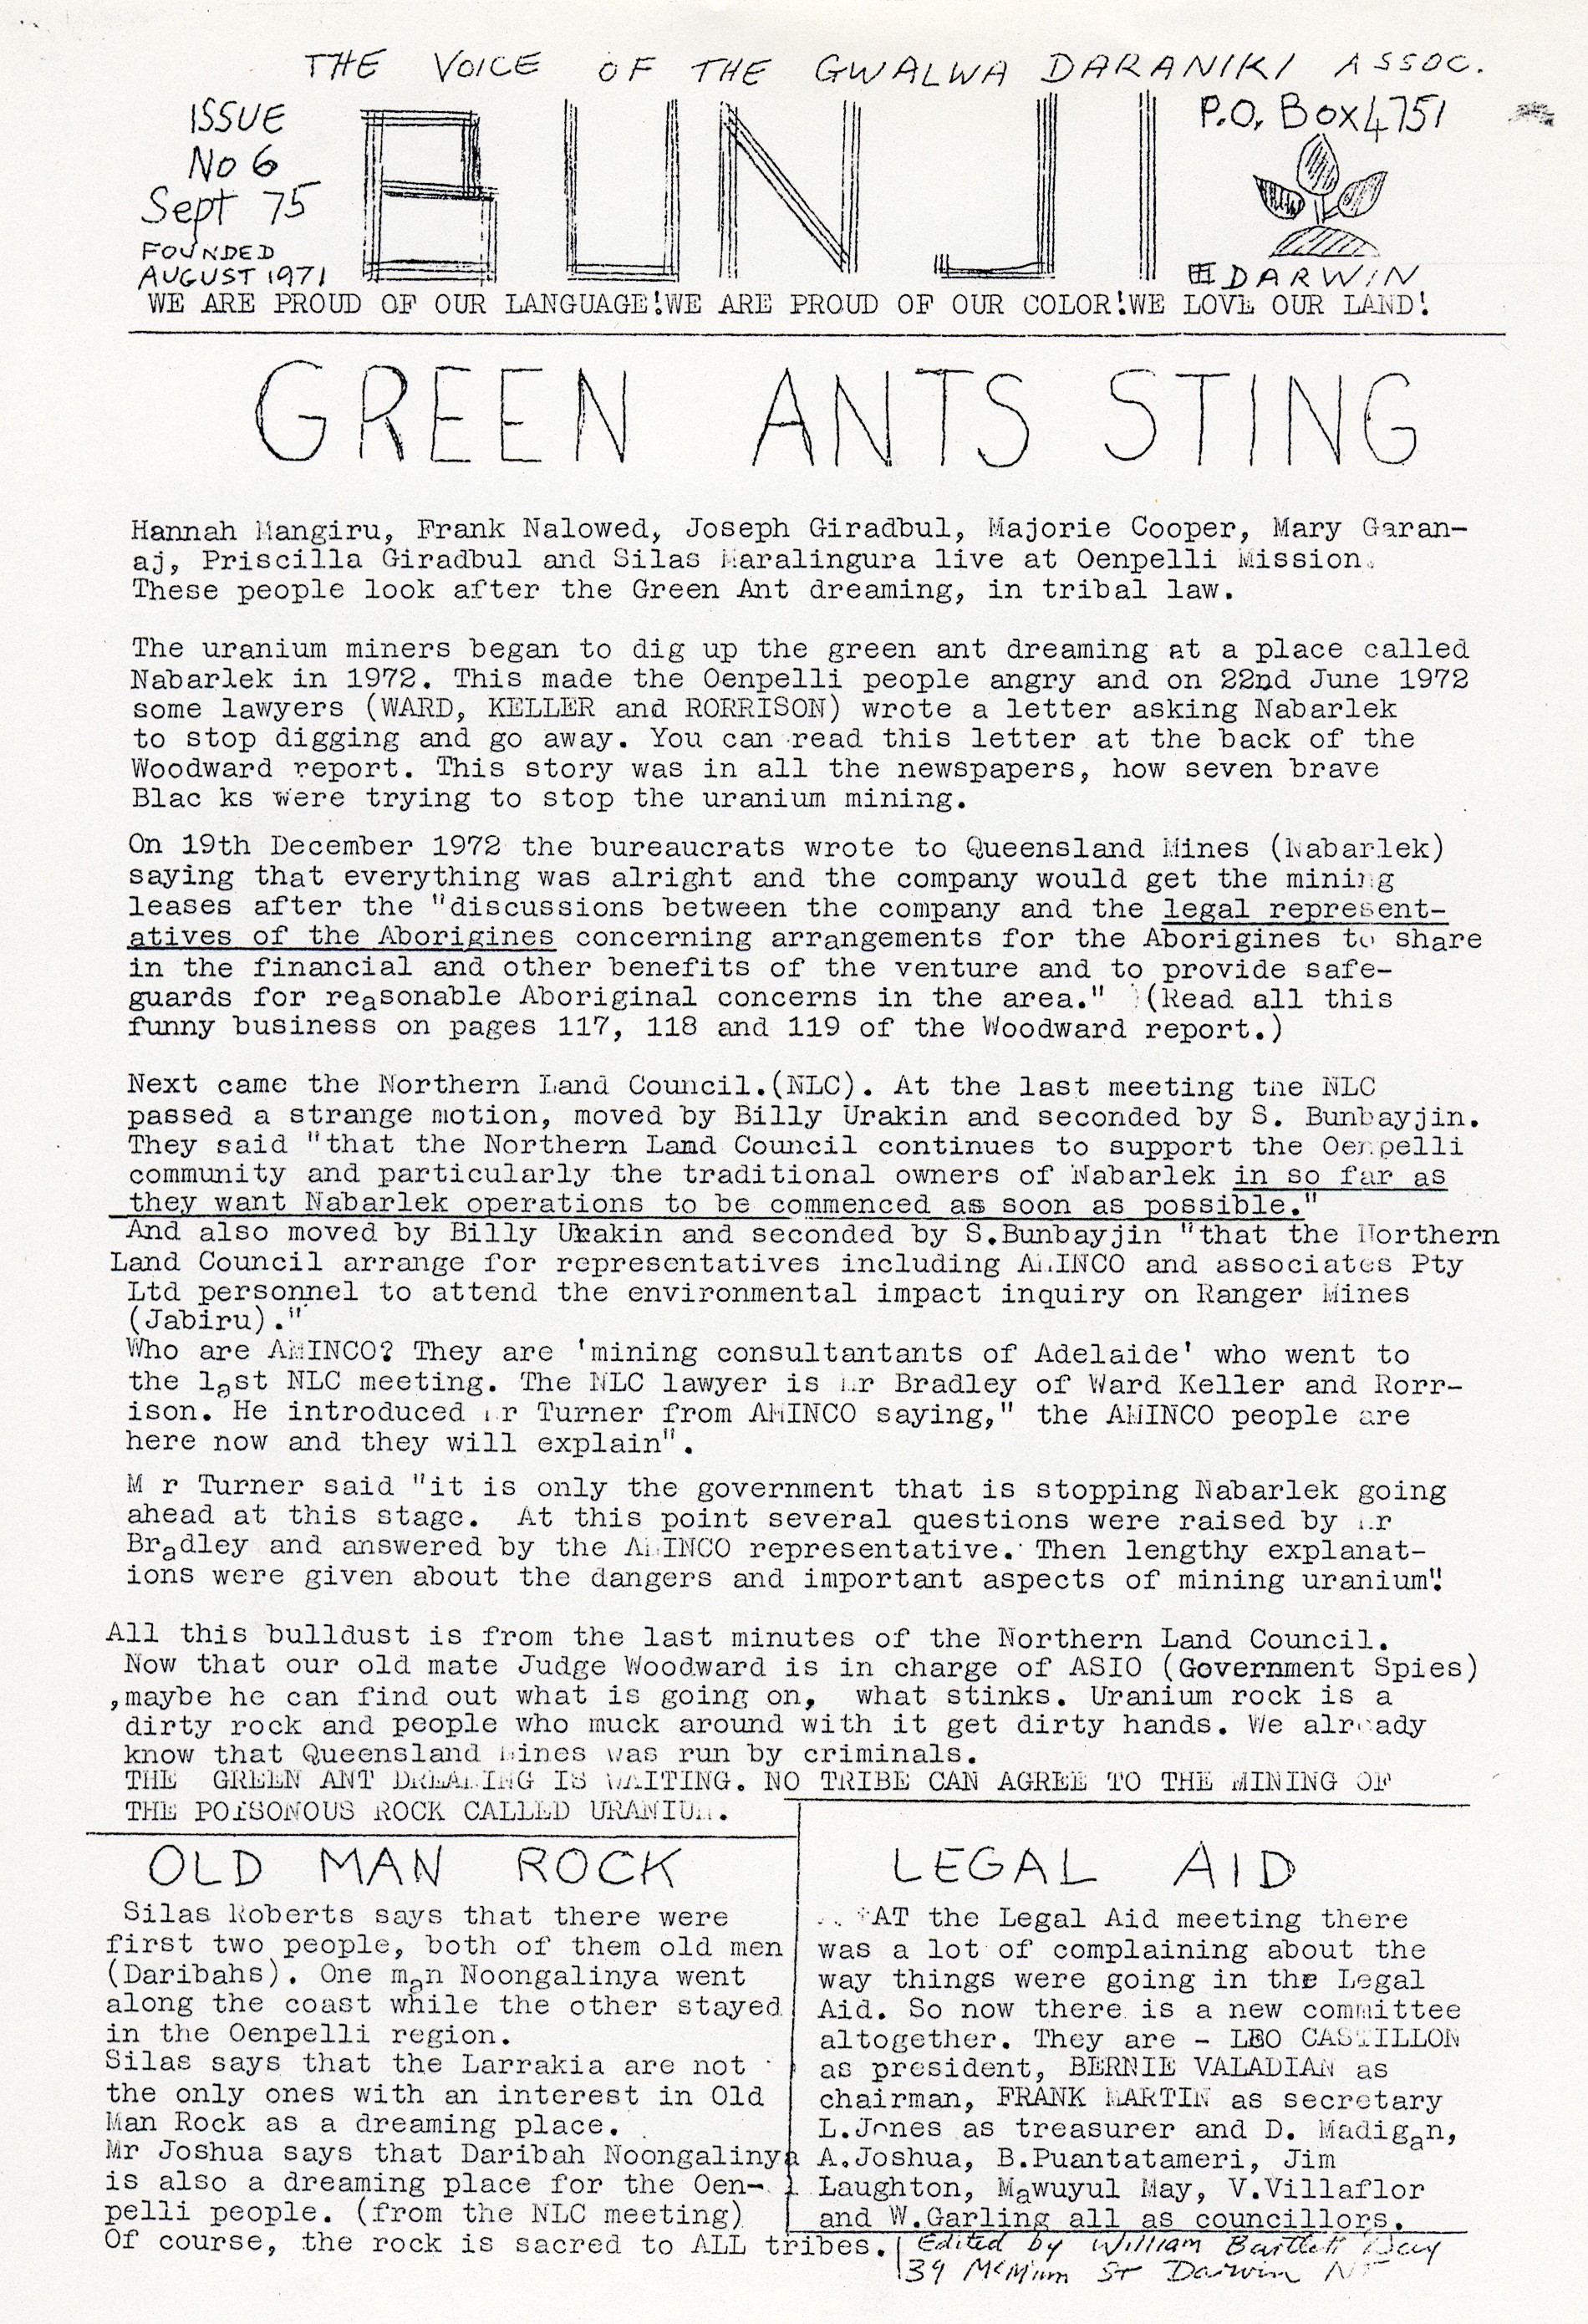 THE VOICE OF THE GWALWA DARANIKI ASSOC.
ISSUE
No 6
Sept 75
FOUNDED
AUGUST 1971
BUNJI
P.O. Box 4751
DARWIN
WE ARE PROUD OF OUR LANGUAGE!WE ARE PROUD OF OUR COLOR!WE LOVE OUR LAND!
GREEN ANTS STING
Hannah Mangiru, Frank Nalowed, Joseph Giradbul, Majorie Cooper, Mary Garan-
aj, Priscilla Giradbul and Silas Maralingura live at Oenpelli Mission.
These people look after the Green Ant dreaming, in tribal law.
The uranium miners began to dig up the green ant dreaming at a place called
Nabarlek in 1972. This made the Oenpelli people angry and on 22nd June 1972
some lawyers (WARD, KELLER and RORRISON) wrote a letter asking Nabarlek
to stop digging and go away. You can read this letter at the back of the
Woodward report. This story was in all the newspapers, how seven brave
Blac ks were trying to stop the uranium mining.
On 19th December 1972 the bureaucrats wrote to Queensland Mines (Nabarlek)
saying that everything was alright and the company would get the mining
leases after the "discussions between the company and the legal represent-
atives of the Aborigines concerning arrangements for the Aborigines to share
in the financial and other benefits of the venture and to provide safe-
guards for reasonable Aboriginal concerns in the area." (Read all this
funny business on pages 117, 118 and 119 of the Woodward report.)
Next came the Northern Land Council.(NLC). At the last meeting the NLC
passed a strange motion, moved by Billy Urakin and seconded by S. Bunbayjin.
They said "that the Northern Land Council continues to support the Oenpelli
community and particularly the traditional owners of Nabarlek in so far as
they want Nabarlek operations to be commenced as soon as possible."
And also moved by Billy Urakin and seconded by S.Bunbayjin "that the Northern
Land Council arrange for representatives including AMINCO and associates Pty
Ltd personnel to attend the environmental impact inquiry on Ranger Mines
(Jabiru)."
Who are AMINCO? They are 'mining consultantants of Adelaide' who went to
the last NLC meeting. The NLC lawyer is Mr Bradley of Ward Keller and Rorr-
ison. He introduced Mr Turner from AMINCO saying," the AMINCO people are
here now and they will explain".
M r Turner said "it is only the government that is stopping Nabarlek going
ahead at this stage. At this point several questions were raised by Mr
Bradley and answered by the AMINCO representative. Then lengthy explanat-
ions were given about the dangers and important aspects of mining uranium".
All this bulldust is from the last minutes of the Northern Land Council.
Now that our old mate Judge Woodward is in charge of ASIO (Government Spies)
,maybe he can find out what is going on, what stinks. Uranium rock is a
dirty rock and people who muck around with it get dirty hands. We already
know that Queensland Mines was run by criminals.
THE GREEN ANT DREAMING IS WAITING. NO TRIBE CAN AGREE TO THE MINING OF
THE POISONOUS ROCK CALLED URANIUM.
OLD MAN ROCK
Silas Roberts says that there were
first two people, both of them old men
(Daribahs). One man Noongalinya went
along the coast while the other stayed
in the Oenpelli region.
Silas says that the Larrakia are not
the only ones with an interest in Old
Man Rock as a dreaming place.
Mr Joshua says that Daribah Noongalinya
is also a dreaming place for the Oen-
pelli people. (from the NLC meeting)
Of course, the rock is sacred to ALL tribes.
LEGAL AID
AT the Legal Aid meeting there
was a lot of complaining about the
way things were going in the Legal
Aid. So now there is a new committee
altogether. They are - LEO CASTILLON
as president, BERNIE VALADIAN as
chairman, FRANK MARTIN as secretary
L.Jones as treasurer and D. Madigan,
A.Joshua, B.Puantatameri, Jim
Laughton, Mawuyul May, V.Villaflor
and W.Garling all as councillors.
Edited by William Bartlett Day
39 McMinn St Darwin NT